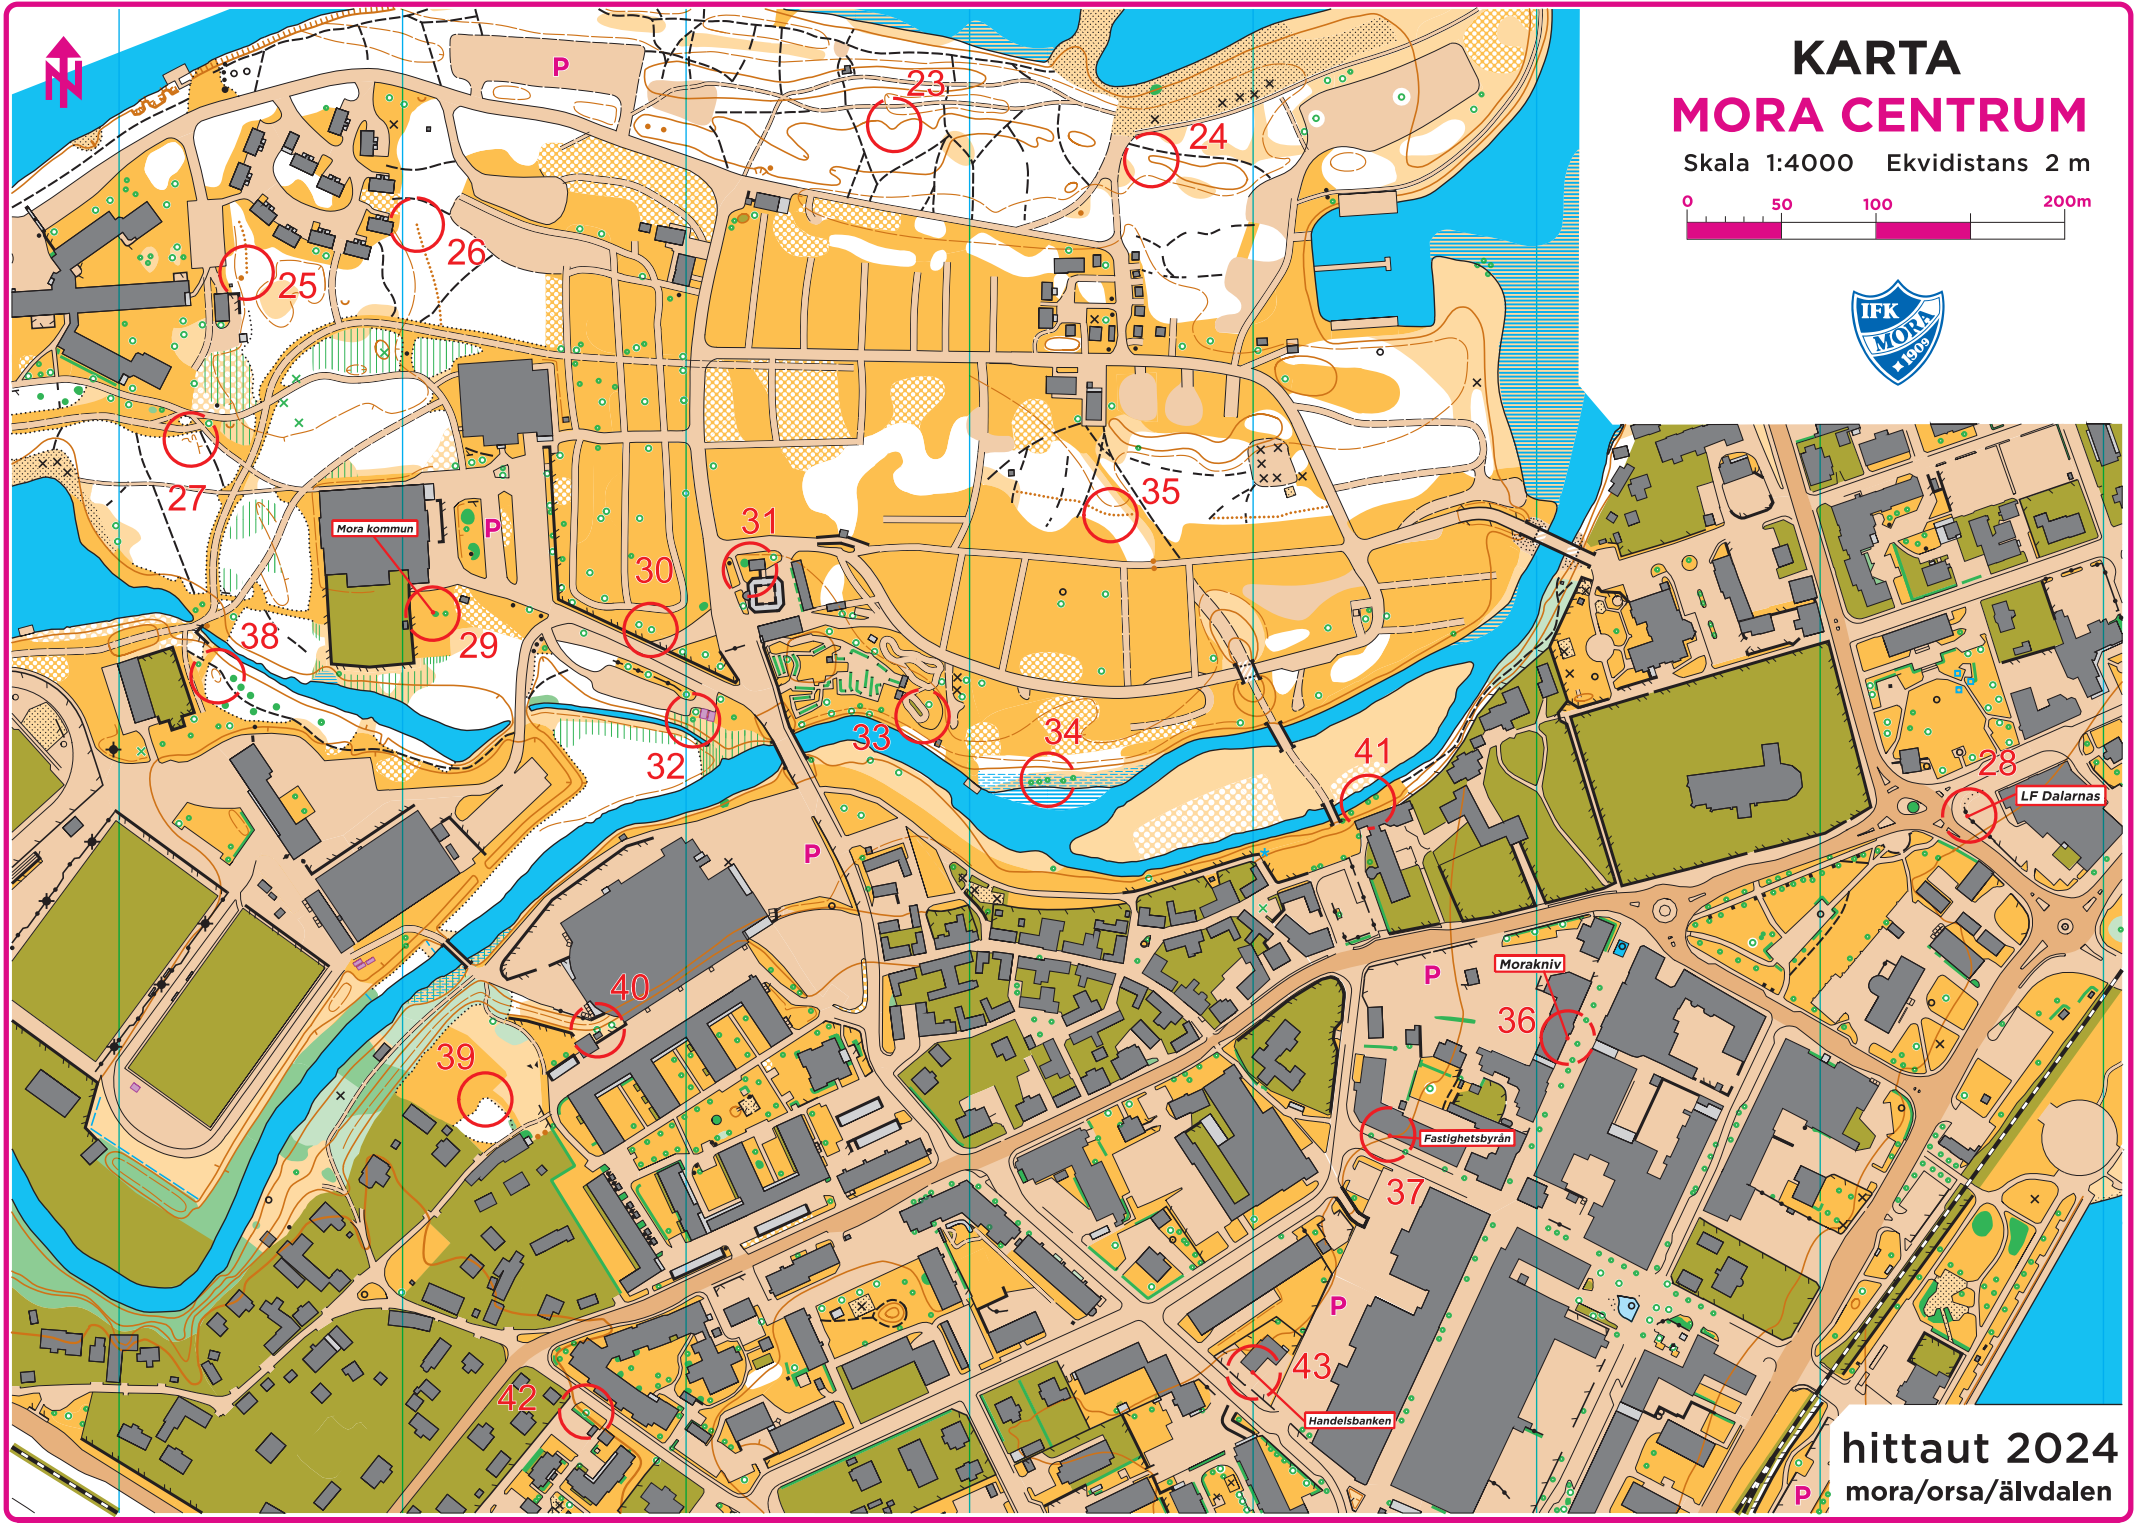 KARTA
MORA CENTRUM
Skala 1:4000 Ekvidistans 2 m
0 50 100 200m
IFK
MORA
1909
N
P
23
24
25
26
27
Mora kommun
P
35
31
30
38
29
32
33
34
41
28
LF Dalarnas
P
Morakniv
P
36
40
39
Fastighetsbyrån
37
P
43
42
Handelsbanken
hittaut 2024
mora/orsa/älvdalen
P